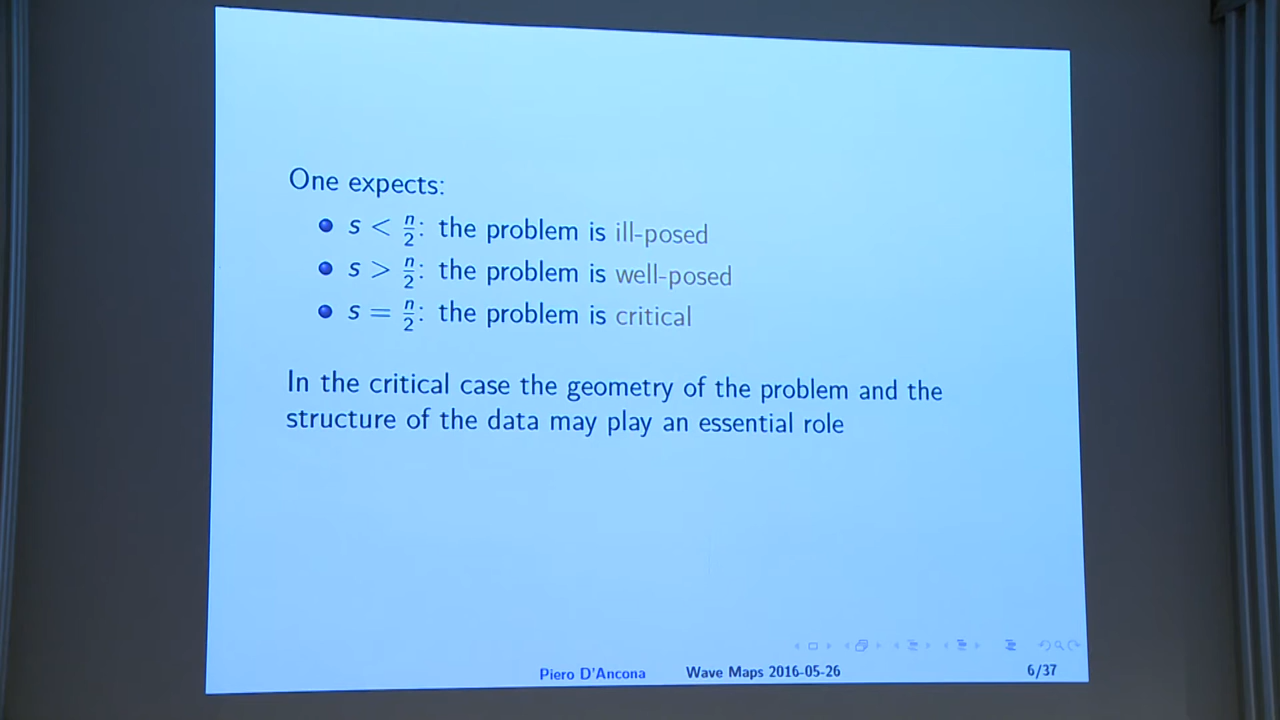 One expects:
s < n/2: the problem is ill-posed
s > n/2: the problem is well-posed
s = n/2: the problem is critical
In the critical case the geometry of the problem and the
structure of the data may play an essential role
Piero D'Ancona Wave Maps 2016-05-26 6/37